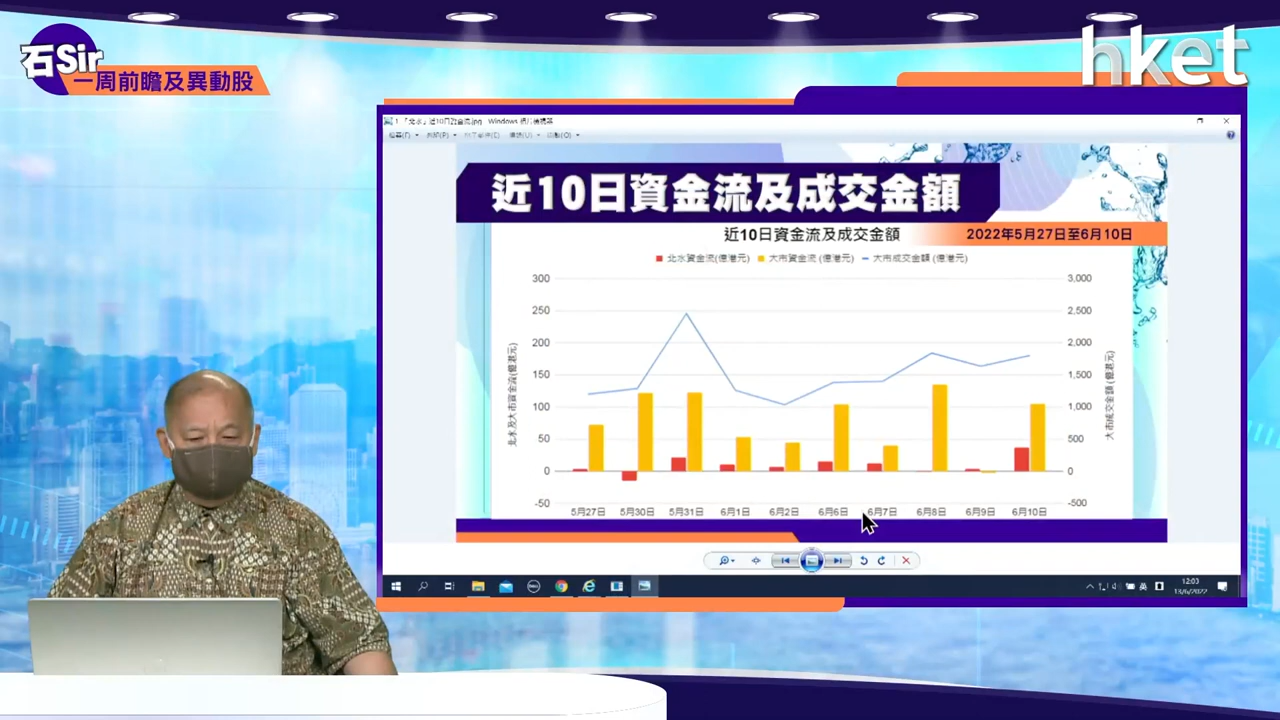 石Sir
一周前瞻及異動股
hket
近10日資金流及成交金額
近10日資金流及成交金額
2022年5月27日至6月10日
北水資金流(億港元)
大市資金流 (億港元)
大市成交金額 (億港元)
300
250
200
150
100
50
0
-50
北水及大市資金流(億港元)
3,000
2,500
2,000
1,500
1,000
500
0
-500
大市成交金額 (億港元)
5月27日
5月30日
5月31日
6月1日
6月2日
6月6日
6月7日
6月8日
6月9日
6月10日
12:03
13/6/2022